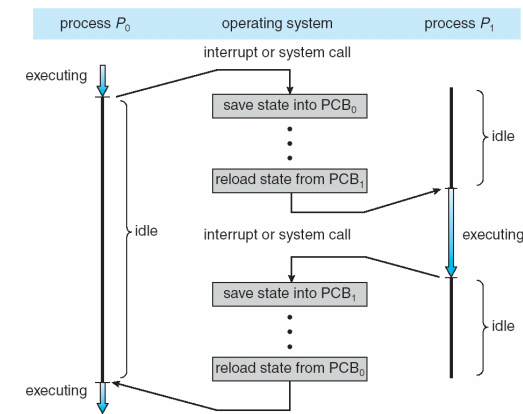 process P₀ operating system process P₁
interrupt or system call
executing
save state into PCB₀
idle
reload state from PCB₁
idle
interrupt or system call
executing
save state into PCB₁
idle
reload state from PCB₀
executing